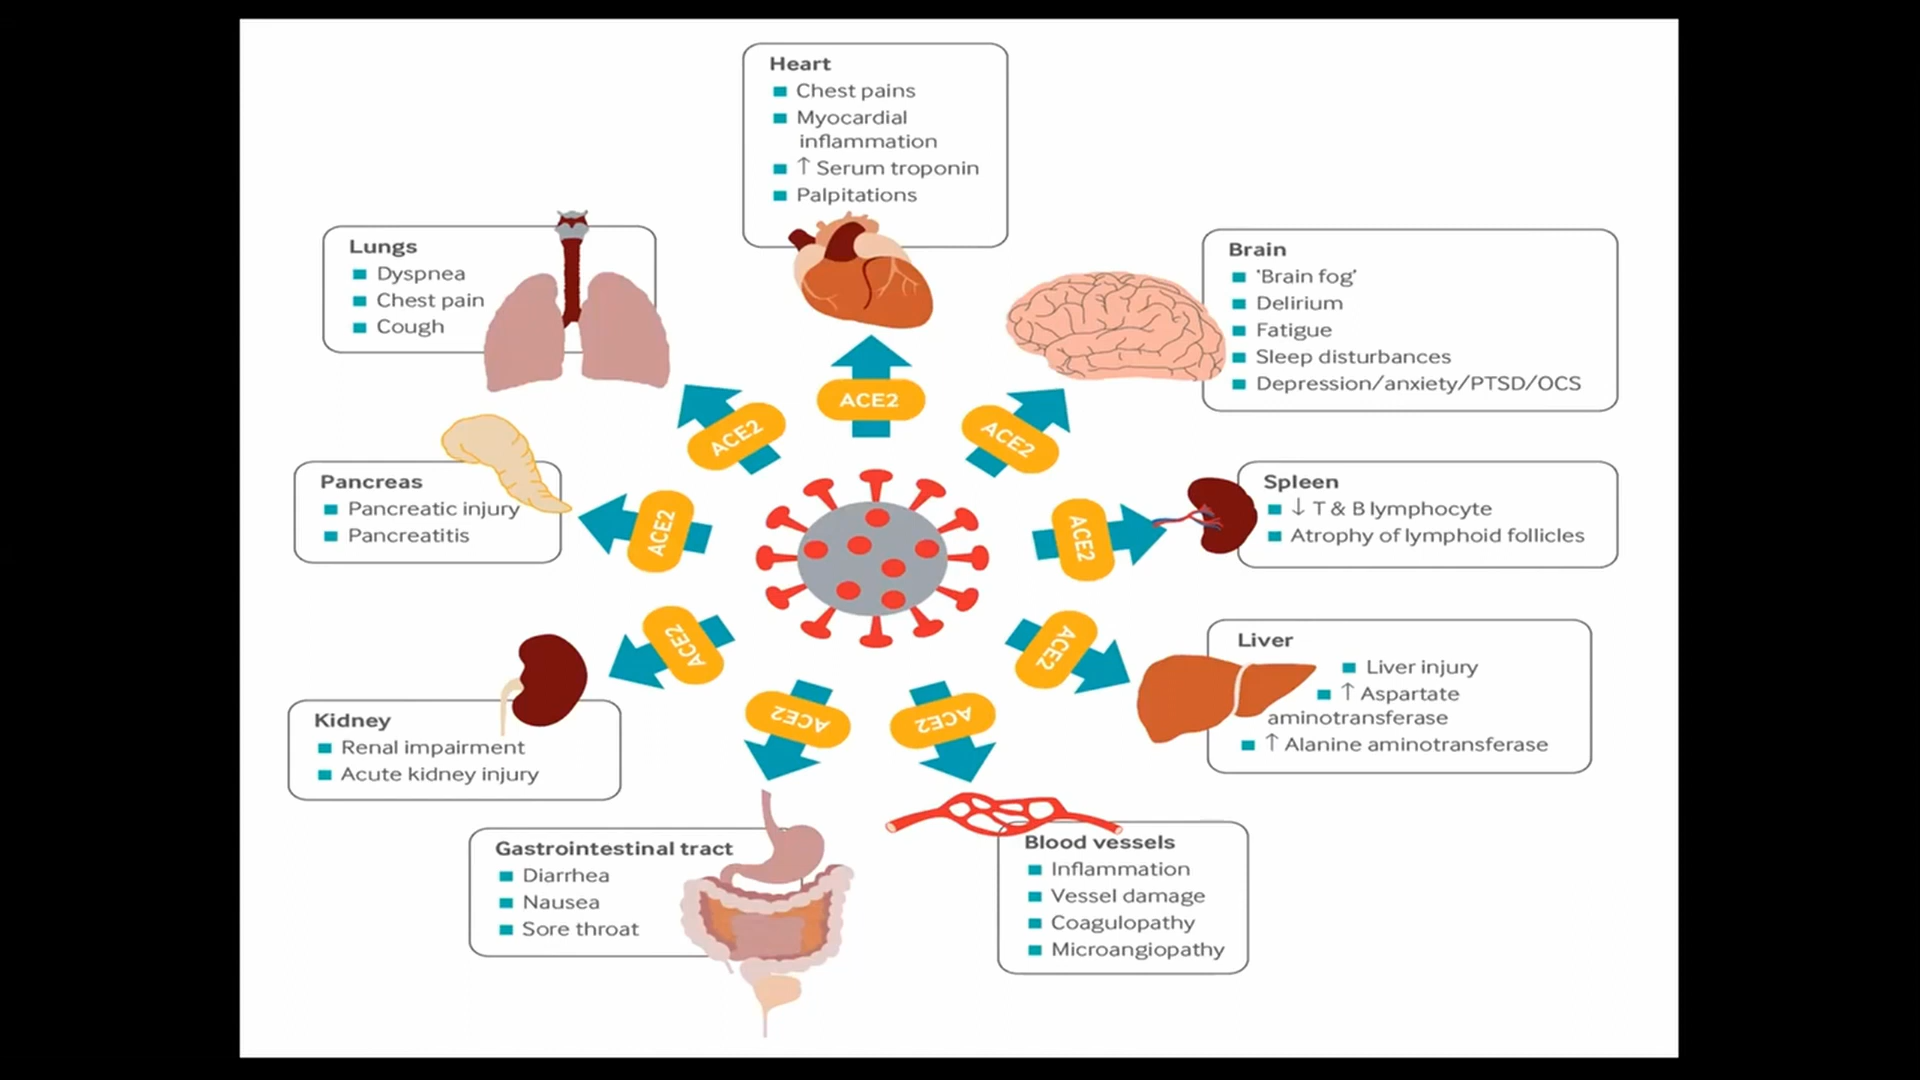 Heart
Chest pains
Myocardial
inflammation
↑ Serum troponin
Palpitations
Lungs
Dyspnea
Chest pain
Cough
Brain
'Brain fog'
Delirium
Fatigue
Sleep disturbances
Depression/anxiety/PTSD/OCS
ACE2
ACE2
ACE2
Pancreas
Pancreatic injury
Pancreatitis
ACE2
ACE2
Spleen
↓ T & B lymphocyte
Atrophy of lymphoid follicles
Kidney
Renal impairment
Acute kidney injury
ACE2
ACE2
Liver
Liver injury
↑ Aspartate
aminotransferase
↑ Alanine aminotransferase
ACE2
ACE2
Gastrointestinal tract
Diarrhea
Nausea
Sore throat
Blood vessels
Inflammation
Vessel damage
Coagulopathy
Microangiopathy